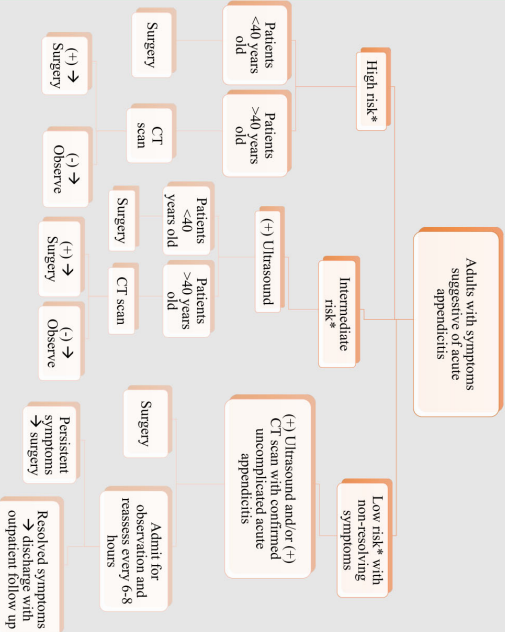 Adults with symptoms
suggestive of acute
appendicitis
High risk*
Intermediate
risk*
Low risk* with
non-resolving
symptoms
Patients
<40 years
old
Patients
>40 years
old
Surgery
CT
scan
(+) →
Surgery
(-) →
Observe
(+) Ultrasound
Patients
<40
years old
Patients
>40 years
old
Surgery
CT scan
(+) →
Surgery
(-) →
Observe
(+) Ultrasound and/or (+)
CT scan with confirmed
uncomplicated acute
appendicitis
Surgery
Admit for
observation and
reassess every 6-8
hours
Persistent
symptoms
→ surgery
Resolved symptoms
→ discharge with
outpatient follow up